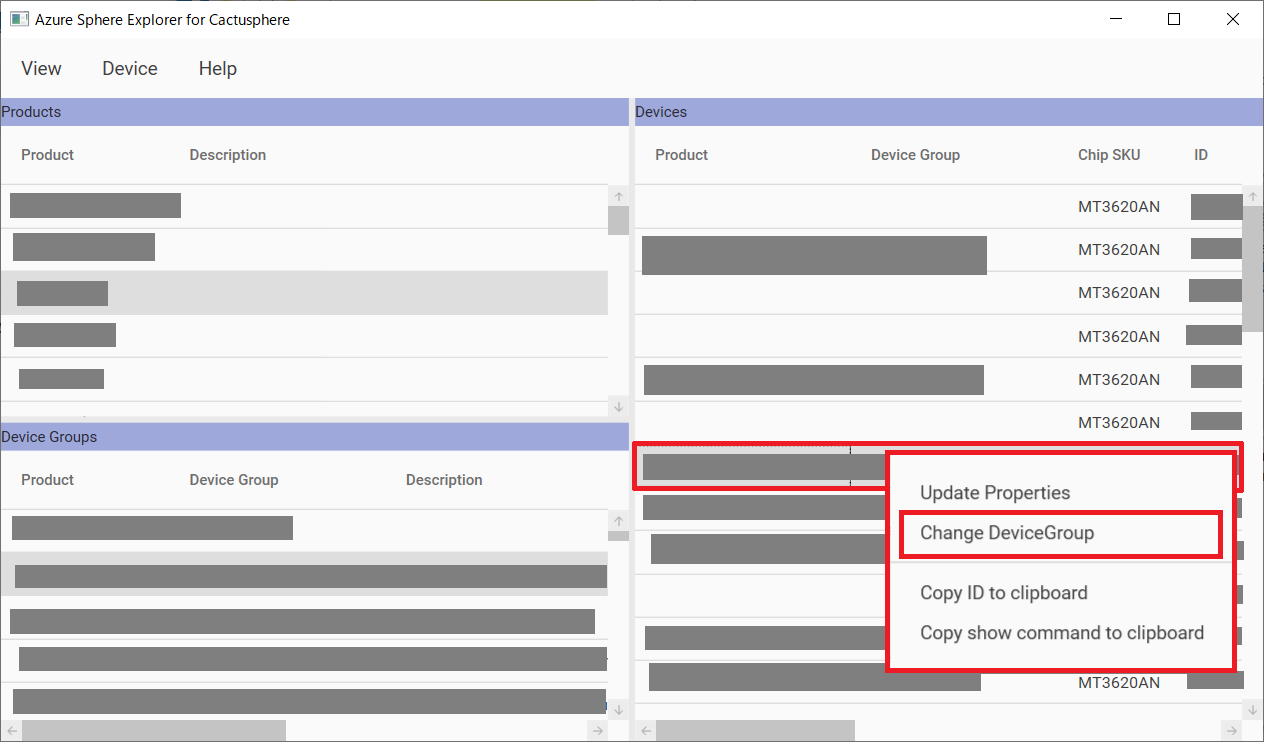 Azure Sphere Explorer for Cactusphere
View Device Help
Products
Product Description
Device Groups
Product Device Group Description
Devices
Product Device Group Chip SKU ID
MT3620AN
MT3620AN
MT3620AN
MT3620AN
MT3620AN
MT3620AN
Update Properties
Change DeviceGroup
Copy ID to clipboard
Copy show command to clipboard
MT3620AN